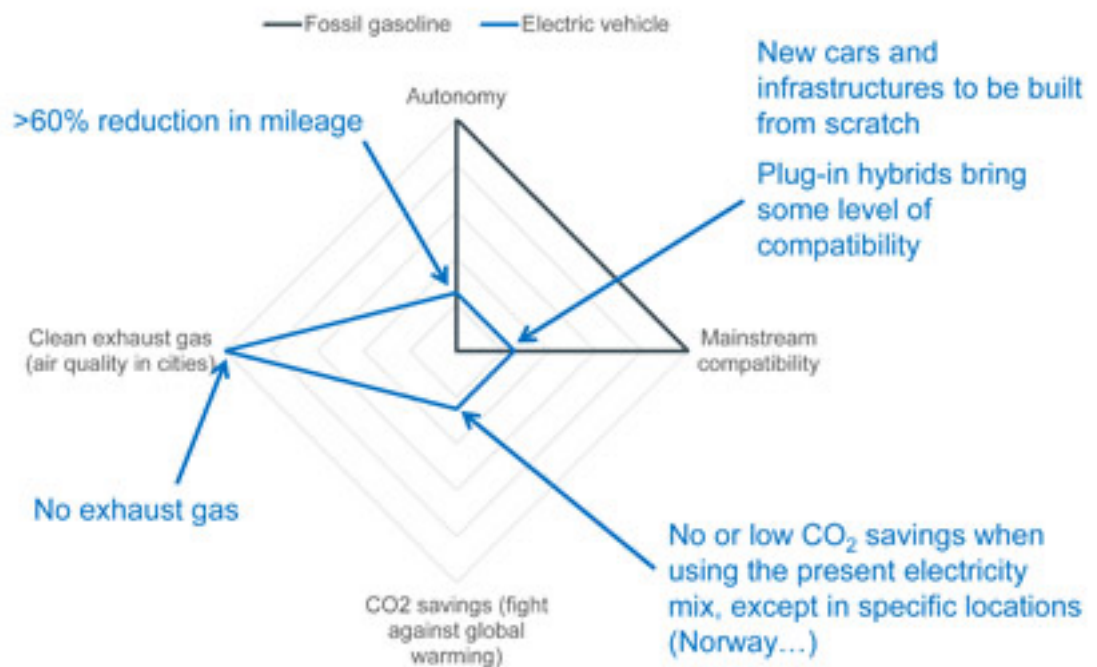 Fossil gasoline
Electric vehicle
New cars and
infrastructures to be built
from scratch
Autonomy
>60% reduction in mileage
Plug-in hybrids bring
some level of
compatibility
Clean exhaust gas
(air quality in cities)
Mainstream
compatibility
No exhaust gas
No or low CO₂ savings when
using the present electricity
mix, except in specific locations
(Norway…)
CO2 savings (fight
against global
warming)